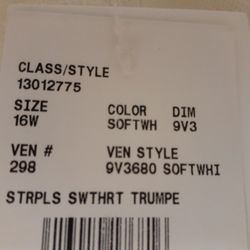 CLASS/STYLE
13012775
SIZE COLOR DIM
16W SOFTWH 9V3
VEN # VEN STYLE
298 9V3680 SOFTWHI
STRPLS SWTHRT TRUMPE